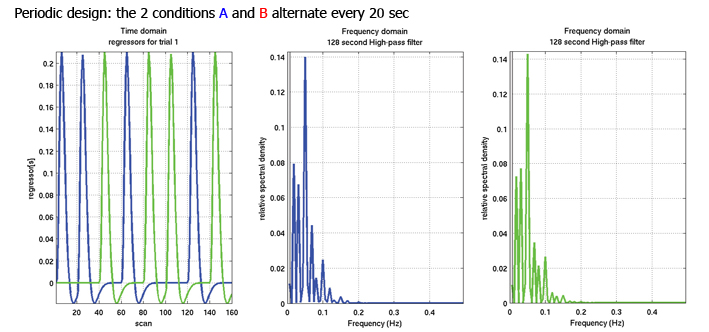 Periodic design: the 2 conditions A and B alternate every 20 sec
Time domain
regressors for trial 1
regressor[s]
0.2
0.18
0.16
0.14
0.12
0.1
0.08
0.06
0.04
0.02
0
20 40 60 80 100 120 140 160
scan
Frequency domain
128 second High-pass filter
relative spectral density
0.14
0.12
0.1
0.08
0.06
0.04
0.02
0
0 0.1 0.2 0.3 0.4
Frequency (Hz)
Frequency domain
128 second High-pass filter
relative spectral density
0.14
0.12
0.1
0.08
0.06
0.04
0.02
0
0 0.1 0.2 0.3 0.4
Frequency (Hz)